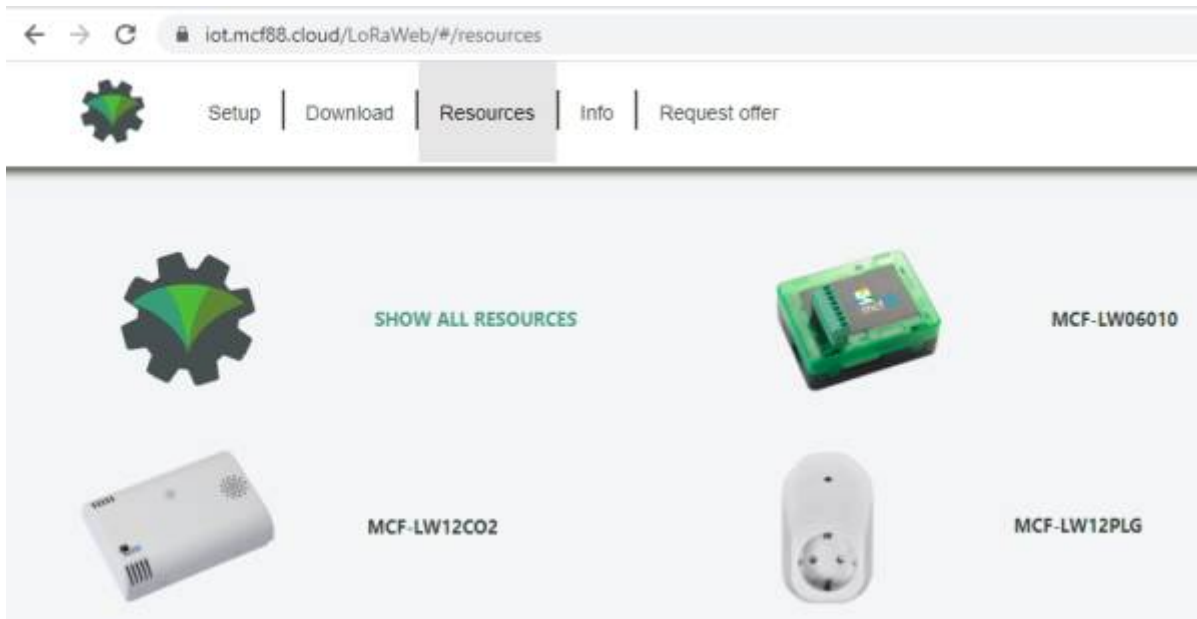 iot.mcf88.cloud/LoRaWeb/#/resources
Setup Download Resources Info Request offer
SHOW ALL RESOURCES
MCF-LW06010
MCF-LW12CO2
MCF-LW12PLG